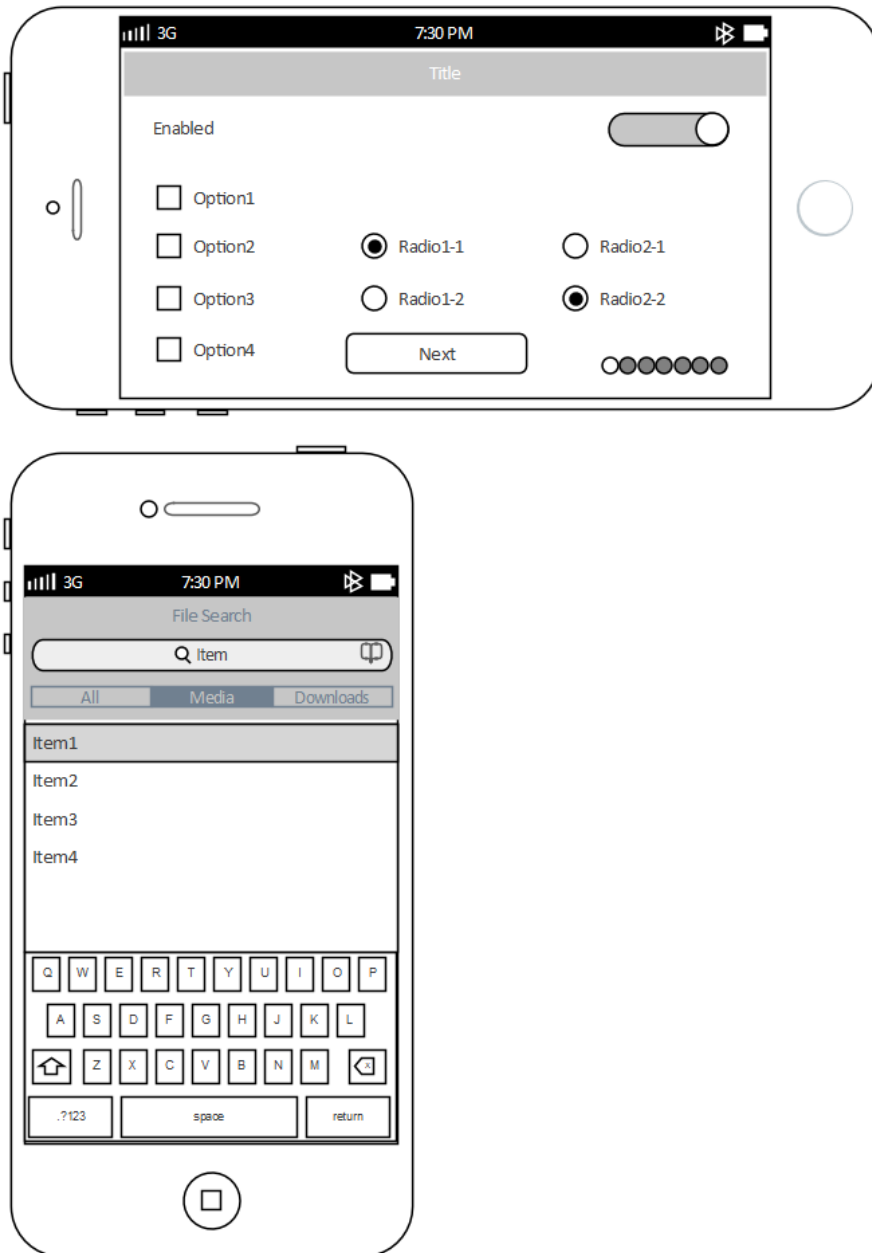 3G 7:30 PM
Title
Enabled
Option1
Option2 Radio1-1 Radio2-1
Option3 Radio1-2 Radio2-2
Option4 Next
3G 7:30 PM
File Search
Item
All Media Downloads
Item1
Item2
Item3
Item4
Q W E R T Y U I O P
A S D F G H J K L
Z X C V B N M X
.?123 space return